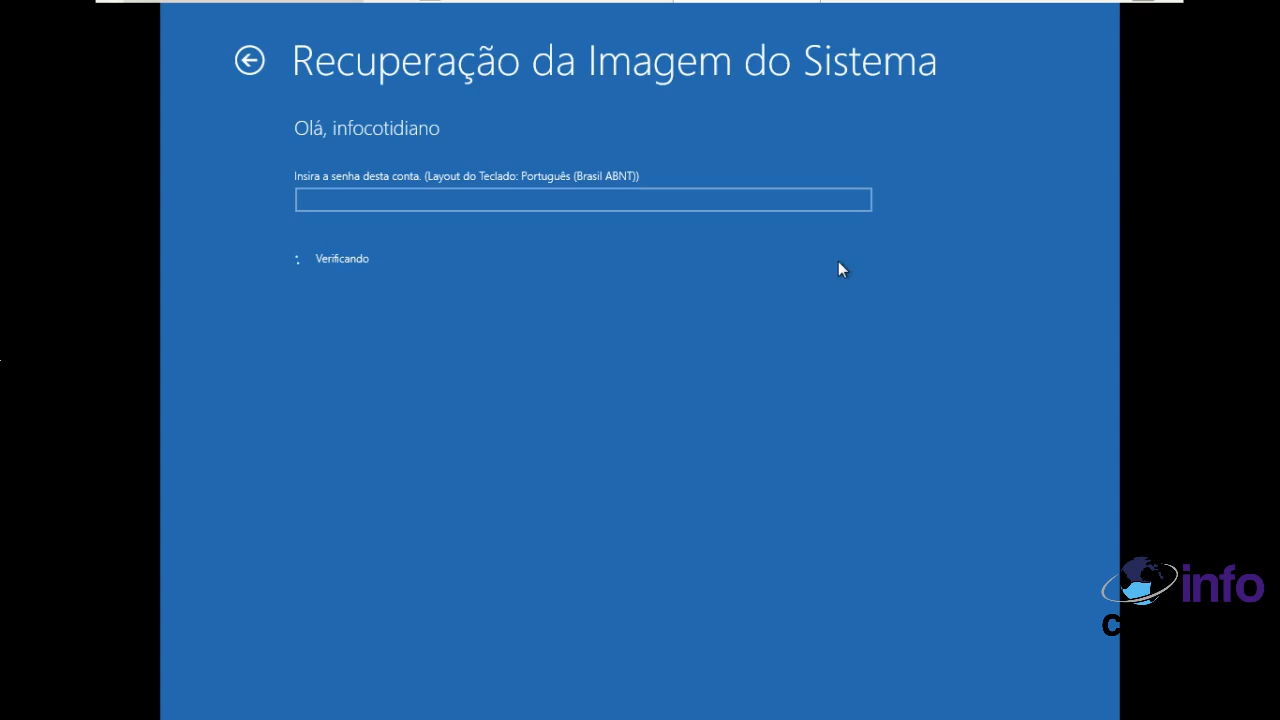 Recuperação da Imagem do Sistema
Olá, infocotidiano
Insira a senha desta conta. (Layout do Teclado: Português (Brasil ABNT))
Verificando
info
c